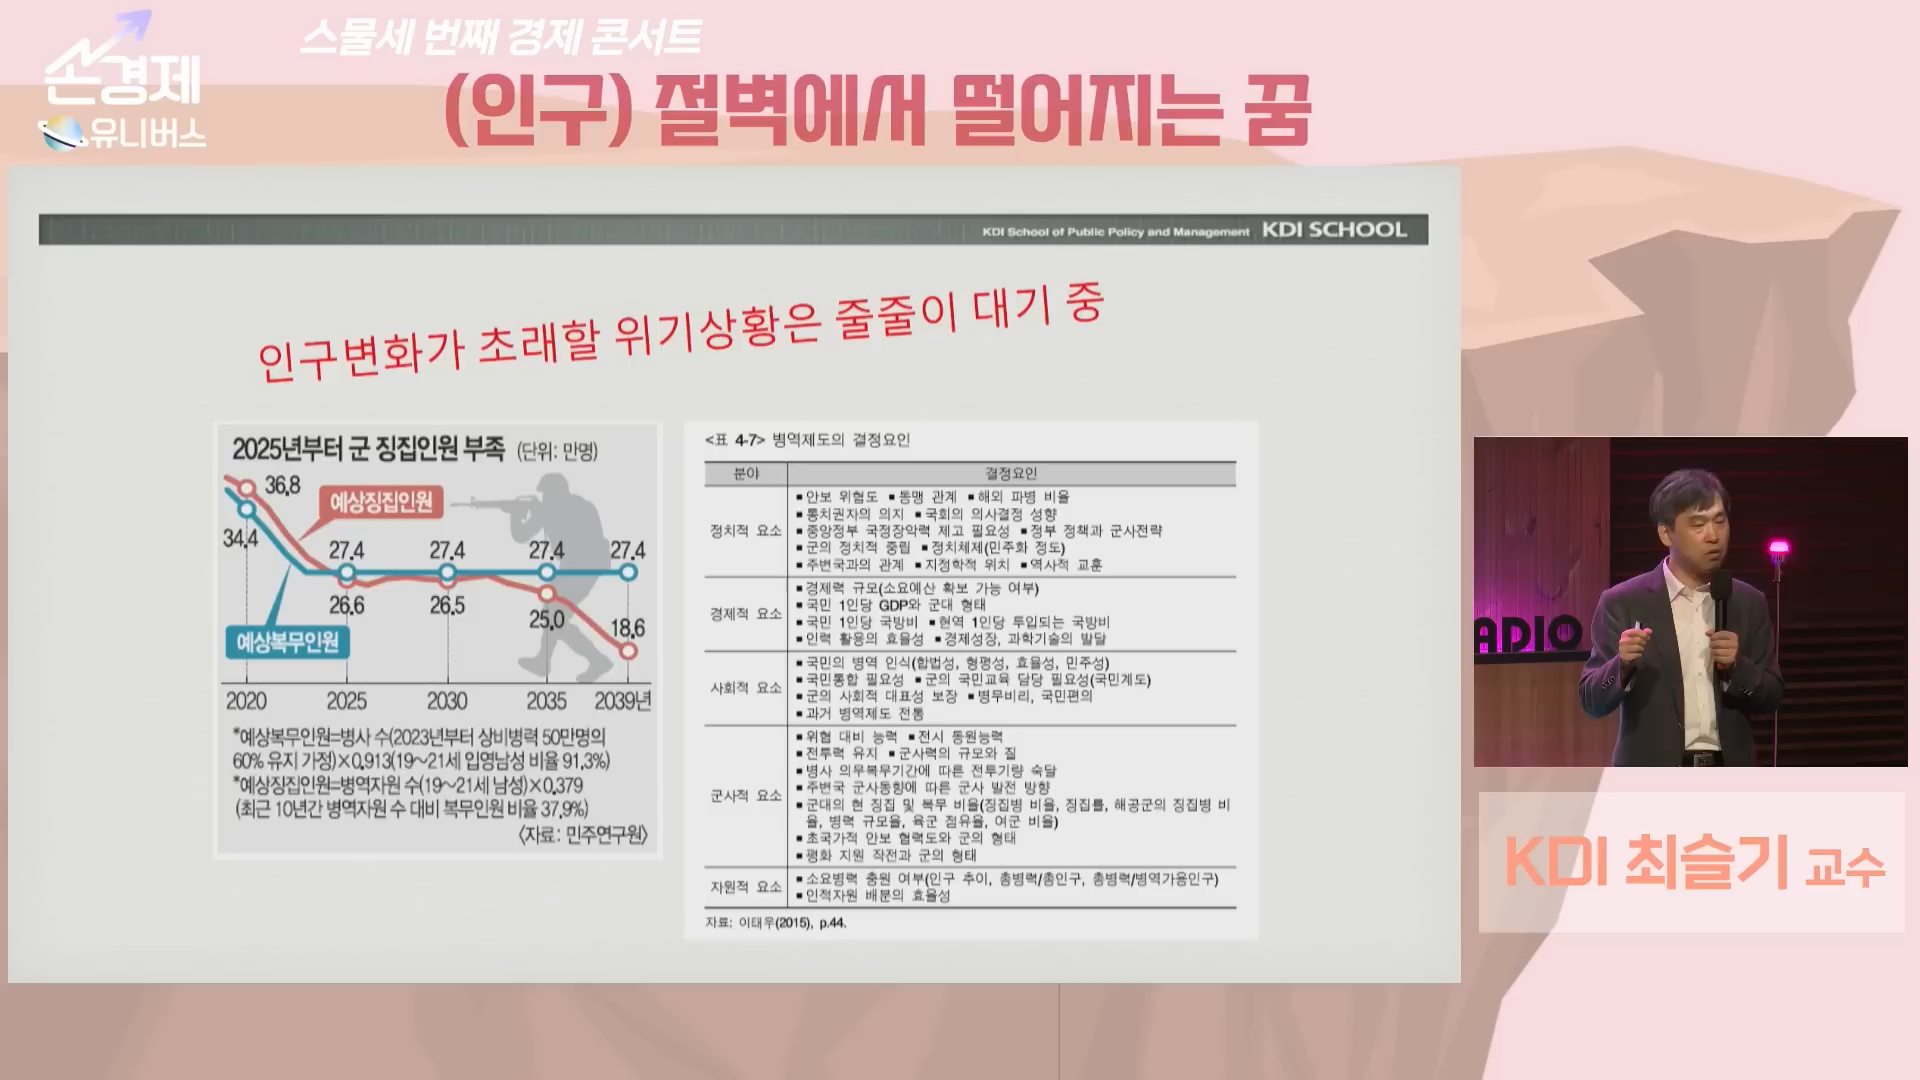 스물세 번째 경제 콘서트
손경제
유니버스
(인구) 절벽에서 떨어지는 꿈
KDI School of Public Policy and Management KDI SCHOOL
인구변화가 초래할 위기상황은 줄줄이 대기 중
2025년부터 군 징집인원 부족 (단위: 만명)
36.8
예상징집인원
34.4
27.4 27.4 27.4 27.4
26.6 26.5 25.0 18.6
예상복무인원
2020 2025 2030 2035 2039년
*예상복무인원=병사 수(2023년부터 상비병력 50만명의
60% 유지 가정)×0.913(19~21세 입영남성 비율 91.3%)
*예상징집인원=병역자원 수(19~21세 남성)×0.379
(최근 10년간 병역자원 수 대비 복무인원 비율 37.9%)
<자료: 민주연구원>
<표 4-7> 병역제도의 결정요인
분야 결정요인
정치적 요소
▪안보 위협도 ▪동맹 관계 ▪해외 파병 비율
▪통치권자의 의지 ▪국회의 의사결정 성향
▪중앙정부 국정장악력 제고 필요성 ▪정부 정책과 군사전략
▪군의 정치적 중립 ▪정치체제(민주화 정도)
▪주변국과의 관계 ▪지정학적 위치 ▪역사적 교훈
경제적 요소
▪경제력 규모(소요예산 확보 가능 여부)
▪국민 1인당 GDP와 군대 형태
▪국민 1인당 국방비 ▪현역 1인당 투입되는 국방비
▪인력 활용의 효율성 ▪경제성장, 과학기술의 발달
사회적 요소
▪국민의 병역 인식(합법성, 형평성, 효율성, 민주성)
▪국민통합 필요성 ▪군의 국민교육 담당 필요성(국민계도)
▪군의 사회적 대표성 보장 ▪병무비리, 국민편의
▪과거 병역제도 전통
군사적 요소
▪위협 대비 능력 ▪전시 동원능력
▪전투력 유지 ▪군사력의 규모와 질
▪병사 의무복무기간에 따른 전투기량 숙달
▪주변국 군사동향에 따른 군사 발전 방향
▪군대의 현 징집 및 복무 비율(징집병 비율, 징집률, 해공군의 징집병 비
율, 병력 규모율, 육군 점유율, 여군 비율)
▪초국가적 안보 협력도와 군의 형태
▪평화 지원 작전과 군의 형태
자원적 요소
▪소요병력 충원 여부(인구 추이, 총병력/총인구, 총병력/병역가용인구)
▪인적자원 배분의 효율성
자료: 이태우(2015), p.44.
ADIO
KDI 최슬기 교수